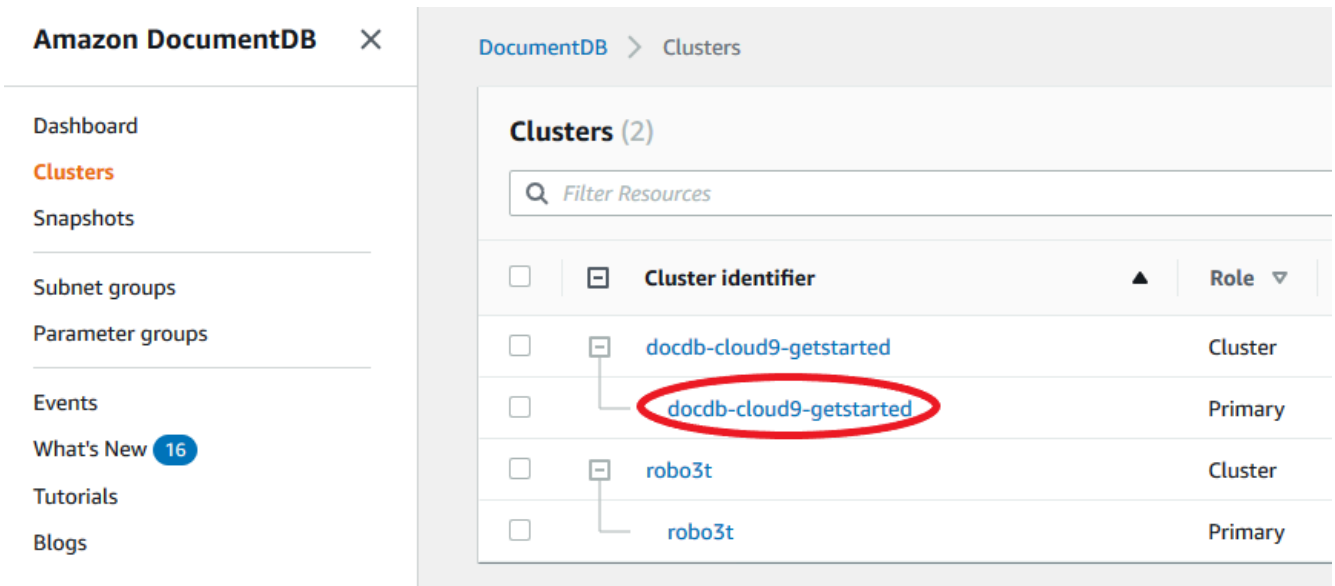 Amazon DocumentDB
Dashboard
Clusters
Snapshots
Subnet groups
Parameter groups
Events
What's New 16
Tutorials
Blogs
DocumentDB > Clusters
Clusters (2)
Filter Resources
Cluster identifier Role
docdb-cloud9-getstarted Cluster
docdb-cloud9-getstarted Primary
robo3t Cluster
robo3t Primary